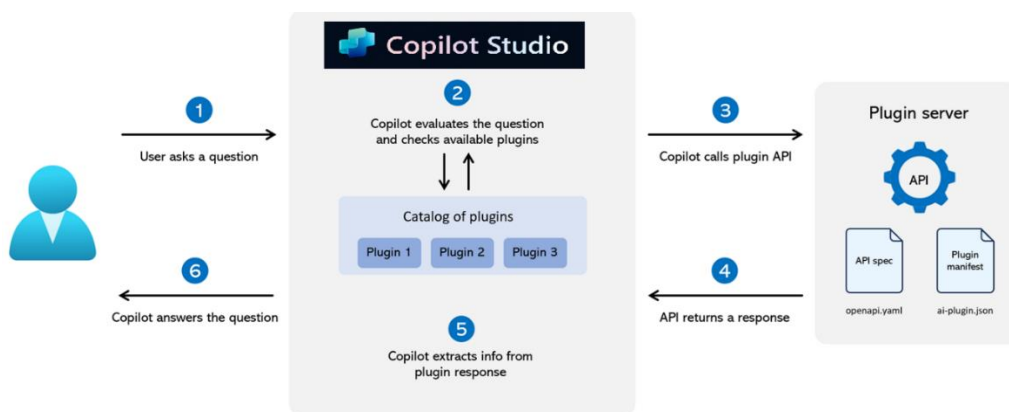 Copilot Studio
1
User asks a question
2
Copilot evaluates the question
and checks available plugins
Catalog of plugins
Plugin 1
Plugin 2
Plugin 3
3
Copilot calls plugin API
Plugin server
API
API spec
openapi.yaml
Plugin
manifest
ai-plugin.json
4
API returns a response
5
Copilot extracts info from
plugin response
6
Copilot answers the question